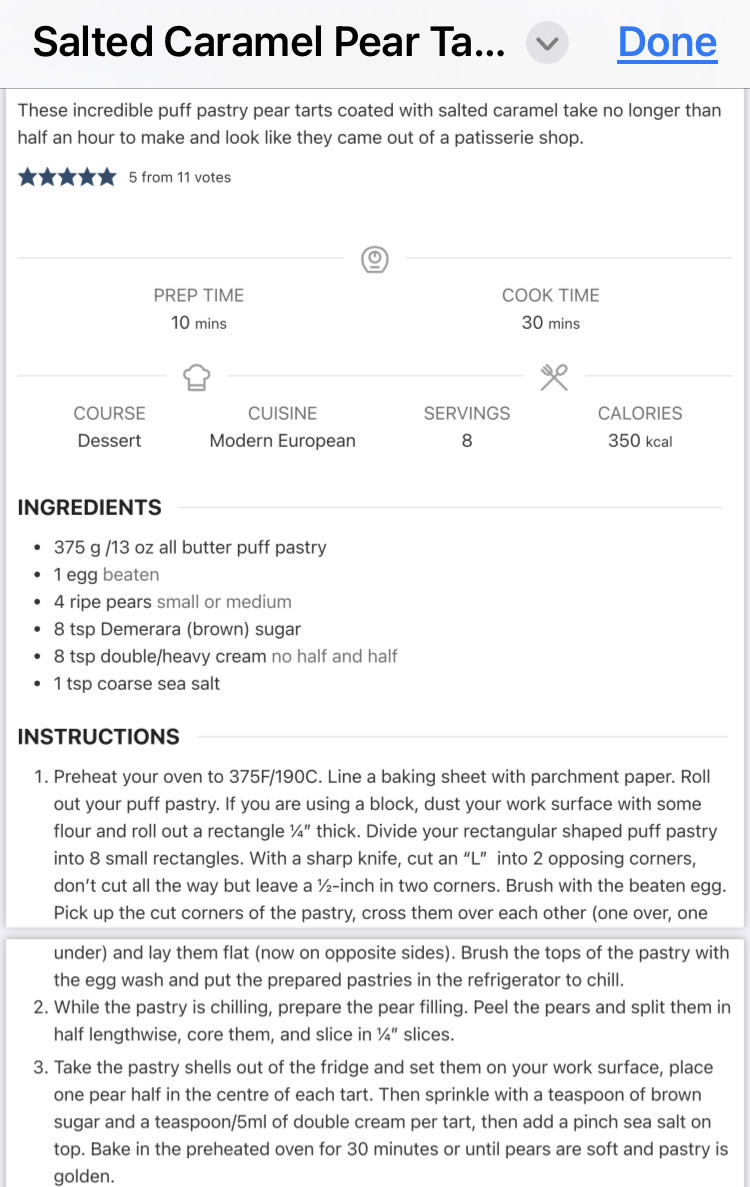 Salted Caramel Pear Ta...
Done
These incredible puff pastry pear tarts coated with salted caramel take no longer than
half an hour to make and look like they came out of a patisserie shop.
5 from 11 votes
PREP TIME
10 mins
COOK TIME
30 mins
COURSE
Dessert
CUISINE
Modern European
SERVINGS
8
CALORIES
350 kcal
INGREDIENTS
• 375 g /13 oz all butter puff pastry
• 1 egg beaten
• 4 ripe pears small or medium
• 8 tsp Demerara (brown) sugar
• 8 tsp double/heavy cream no half and half
• 1 tsp coarse sea salt
INSTRUCTIONS
1. Preheat your oven to 375F/190C. Line a baking sheet with parchment paper. Roll
out your puff pastry. If you are using a block, dust your work surface with some
flour and roll out a rectangle ¼” thick. Divide your rectangular shaped puff pastry
into 8 small rectangles. With a sharp knife, cut an “L” into 2 opposing corners,
don’t cut all the way but leave a ½-inch in two corners. Brush with the beaten egg.
Pick up the cut corners of the pastry, cross them over each other (one over, one
under) and lay them flat (now on opposite sides). Brush the tops of the pastry with
the egg wash and put the prepared pastries in the refrigerator to chill.
2. While the pastry is chilling, prepare the pear filling. Peel the pears and split them in
half lengthwise, core them, and slice in ¼” slices.
3. Take the pastry shells out of the fridge and set them on your work surface, place
one pear half in the centre of each tart. Then sprinkle with a teaspoon of brown
sugar and a teaspoon/5ml of double cream per tart, then add a pinch sea salt on
top. Bake in the preheated oven for 30 minutes or until pears are soft and pastry is
golden.